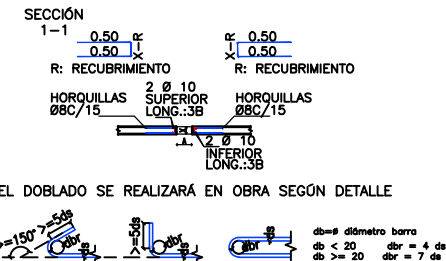 SECCIÓN
1-1
0.50
0.50
X-R
R: RECUBRIMIENTO
0.50
0.50
X-R
R: RECUBRIMIENTO
HORQUILLAS
Ø8C/15
2 Ø 10
SUPERIOR
LONG.:3B
HORQUILLAS
Ø8C/15
A
2 Ø 10
INFERIOR
LONG.:3B
EL DOBLADO SE REALIZARÁ EN OBRA SEGÚN DETALLE
>=150°
>=5ds
dbr
ds
>=5ds
dbr
ds
dbr
ds
db=ø diámetro barra
db < 20 dbr = 4 ds
db >= 20 dbr = 7 ds